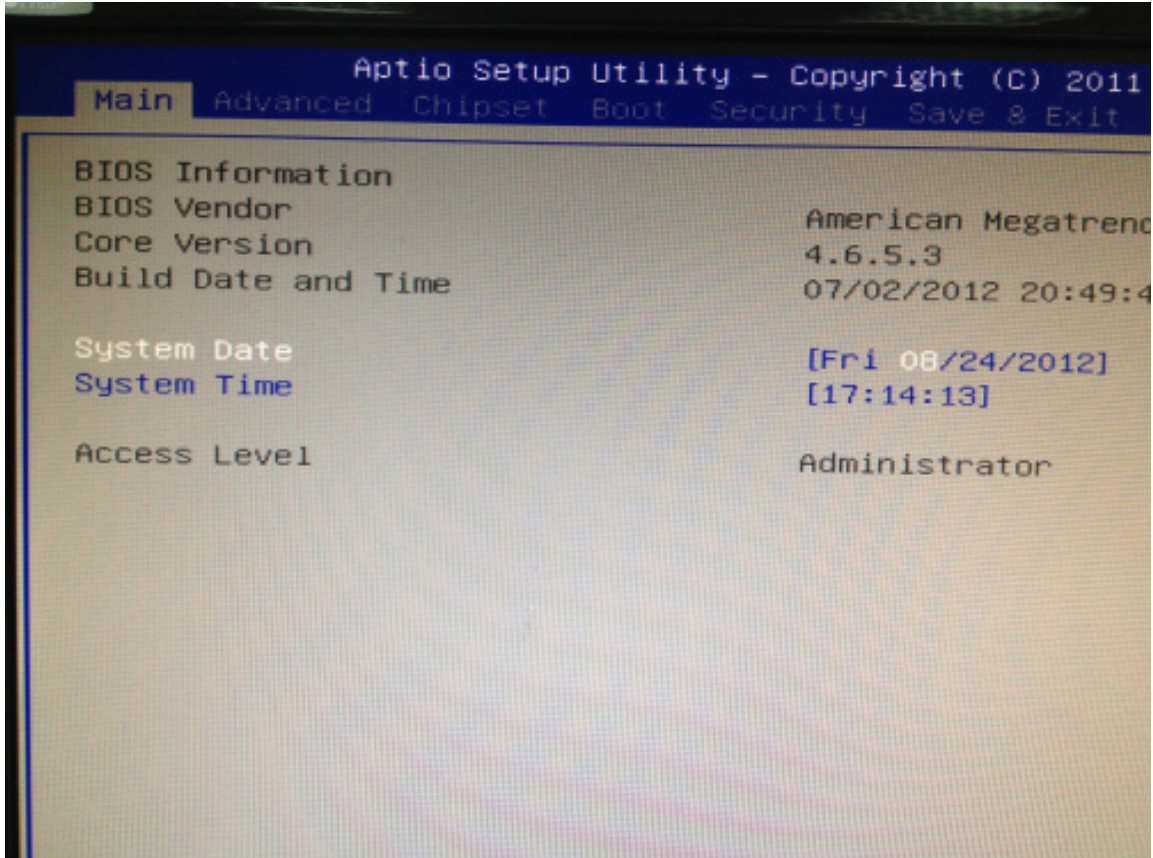 Aptio Setup Utility – Copyright (C) 2011
Main Advanced Chipset Boot Security Save & Exit
BIOS Information
BIOS Vendor American Megatrend
Core Version 4.6.5.3
Build Date and Time 07/02/2012 20:49:4
System Date [Fri 08/24/2012]
System Time [17:14:13]
Access Level Administrator